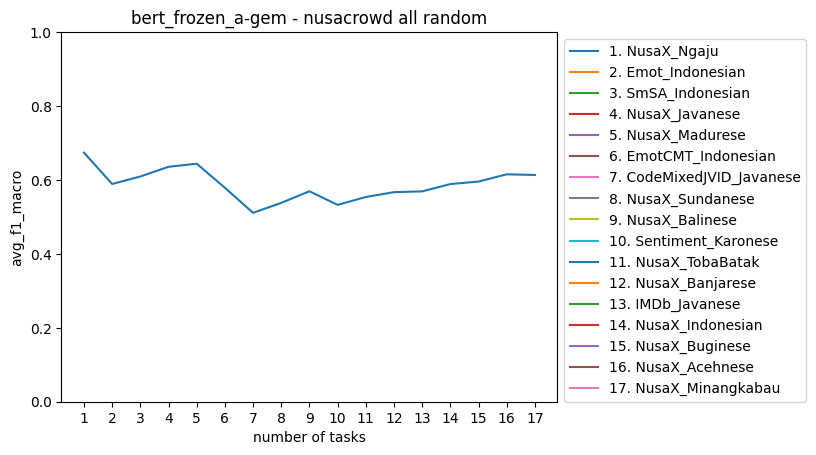 bert_frozen_a-gem - nusacrowd all random
avg_f1_macro
1.0
0.8
0.6
0.4
0.2
0.0
1 2 3 4 5 6 7 8 9 10 11 12 13 14 15 16 17
number of tasks
1. NusaX_Ngaju
2. Emot_Indonesian
3. SmSA_Indonesian
4. NusaX_Javanese
5. NusaX_Madurese
6. EmotCMT_Indonesian
7. CodeMixedJVID_Javanese
8. NusaX_Sundanese
9. NusaX_Balinese
10. Sentiment_Karonese
11. NusaX_TobaBatak
12. NusaX_Banjarese
13. IMDb_Javanese
14. NusaX_Indonesian
15. NusaX_Buginese
16. NusaX_Acehnese
17. NusaX_Minangkabau